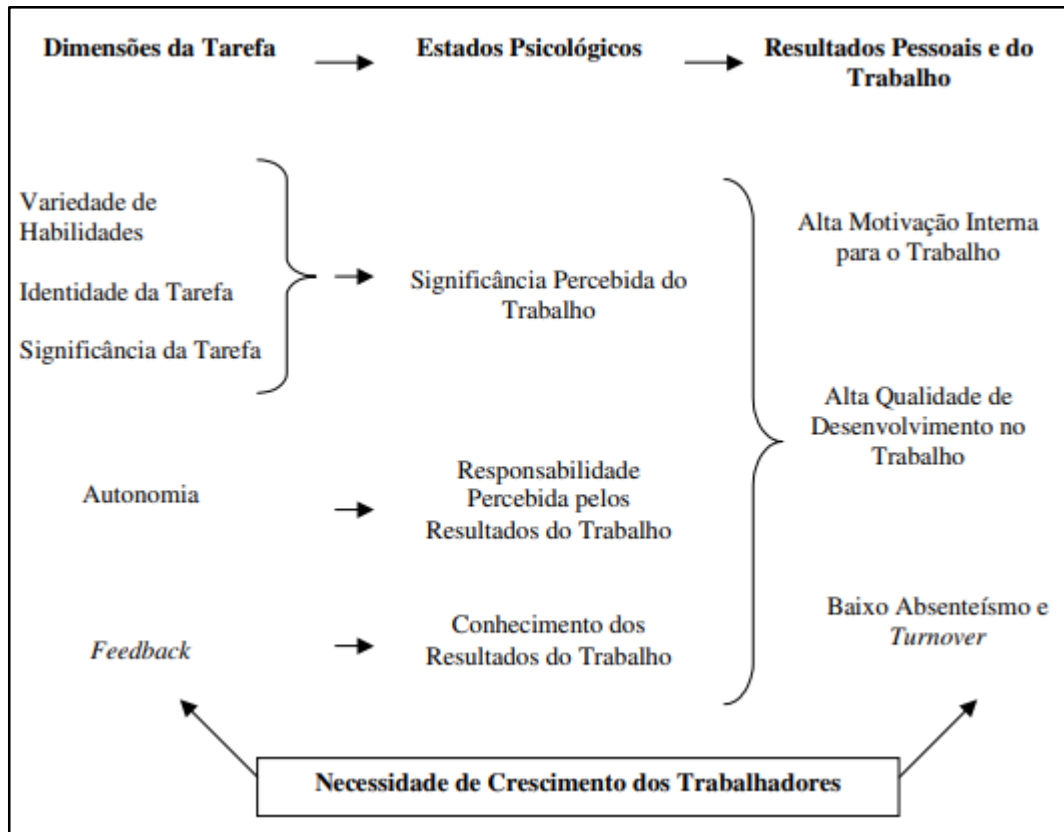 Dimensões da Tarefa
Estados Psicológicos
Resultados Pessoais e do
Trabalho
Variedade de
Habilidades
Identidade da Tarefa
Significância da Tarefa
Significância Percebida do
Trabalho
Alta Motivação Interna
para o Trabalho
Autonomia
Responsabilidade
Percebida pelos
Resultados do Trabalho
Alta Qualidade de
Desenvolvimento no
Trabalho
Feedback
Conhecimento dos
Resultados do Trabalho
Baixo Absenteísmo e
Turnover
Necessidade de Crescimento dos Trabalhadores